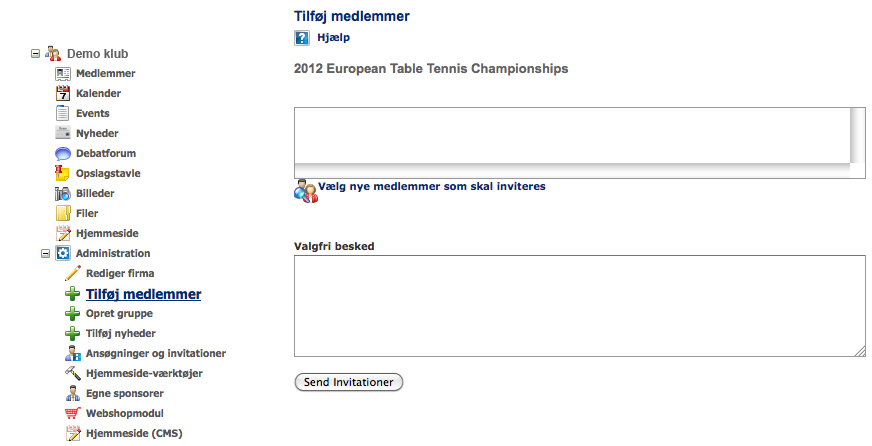 Tilføj medlemmer
Hjælp
2012 European Table Tennis Championships
Demo klub
Medlemmer
7
Kalender
Events
Nyheder
Debatforum
Opslagstavle
Billeder
Filer
Hjemmeside
Administration
Rediger firma
Tilføj medlemmer
Opret gruppe
Tilføj nyheder
Ansøgninger og invitationer
Hjemmeside-værktøjer
Egne sponsorer
Webshopmodul
Hjemmeside (CMS)
Vælg nye medlemmer som skal inviteres
Valgfri besked
Send Invitationer